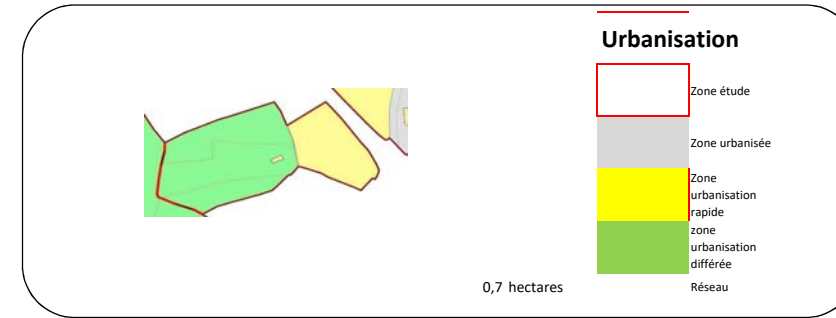 Urbanisation
Zone étude
Zone urbanisée
Zone
urbanisation
rapide
zone
urbanisation
différée
0,7 hectares
Réseau